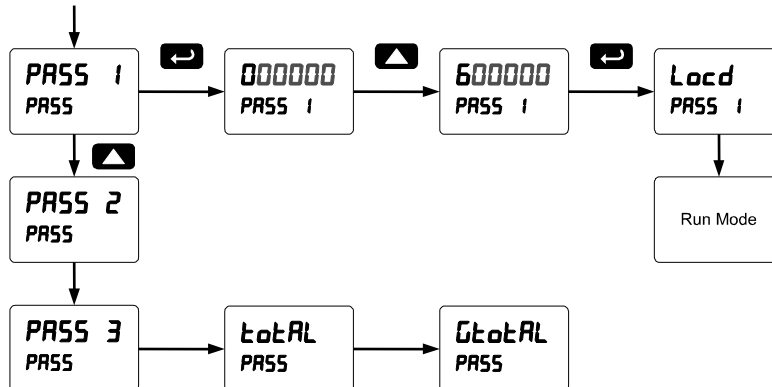 PASS 1
PASS
000000
PASS 1
600000
PASS 1
Locd
PASS 1
PASS 2
PASS
Run Mode
PASS 3
PASS
totAL
PASS
GtotAL
PASS